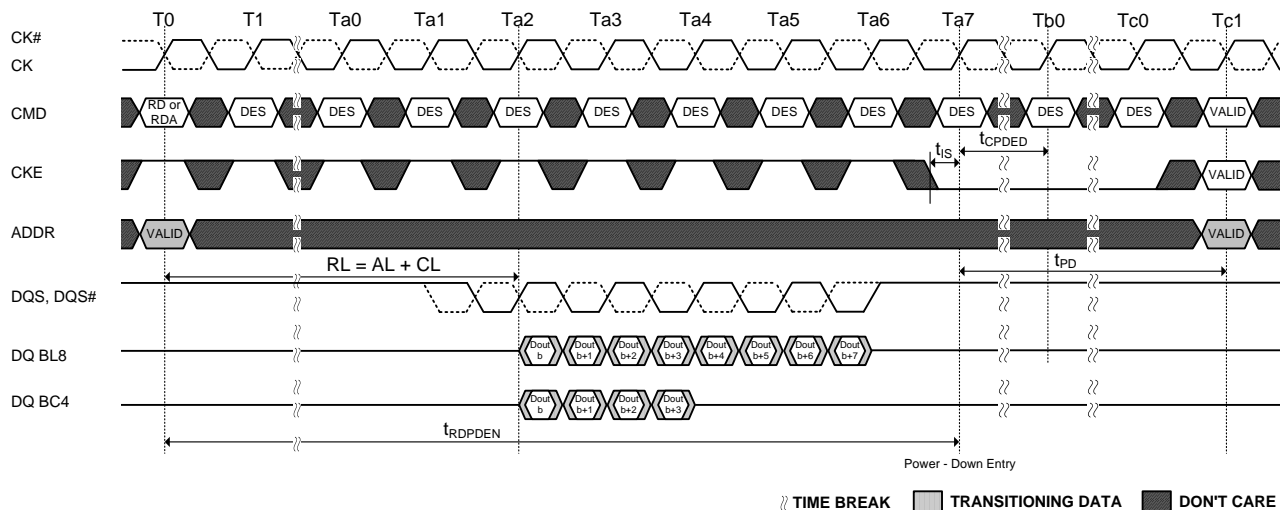 T0 T1 Ta0 Ta1 Ta2 Ta3 Ta4 Ta5 Ta6 Ta7 Tb0 Tc0 Tc1
CK#
CK
CMD RD or RDA DES DES DES DES DES DES DES DES DES DES DES VALID
tIS tCPDED
CKE VALID
ADDR VALID VALID
RL = AL + CL tPD
DQS, DQS#
DQ BL8 Dout b Dout b+1 Dout b+2 Dout b+3 Dout b+4 Dout b+5 Dout b+6 Dout b+7
DQ BC4 Dout b Dout b+1 Dout b+2 Dout b+3
tRDPDEN
Power - Down Entry
TIME BREAK TRANSITIONING DATA DON'T CARE